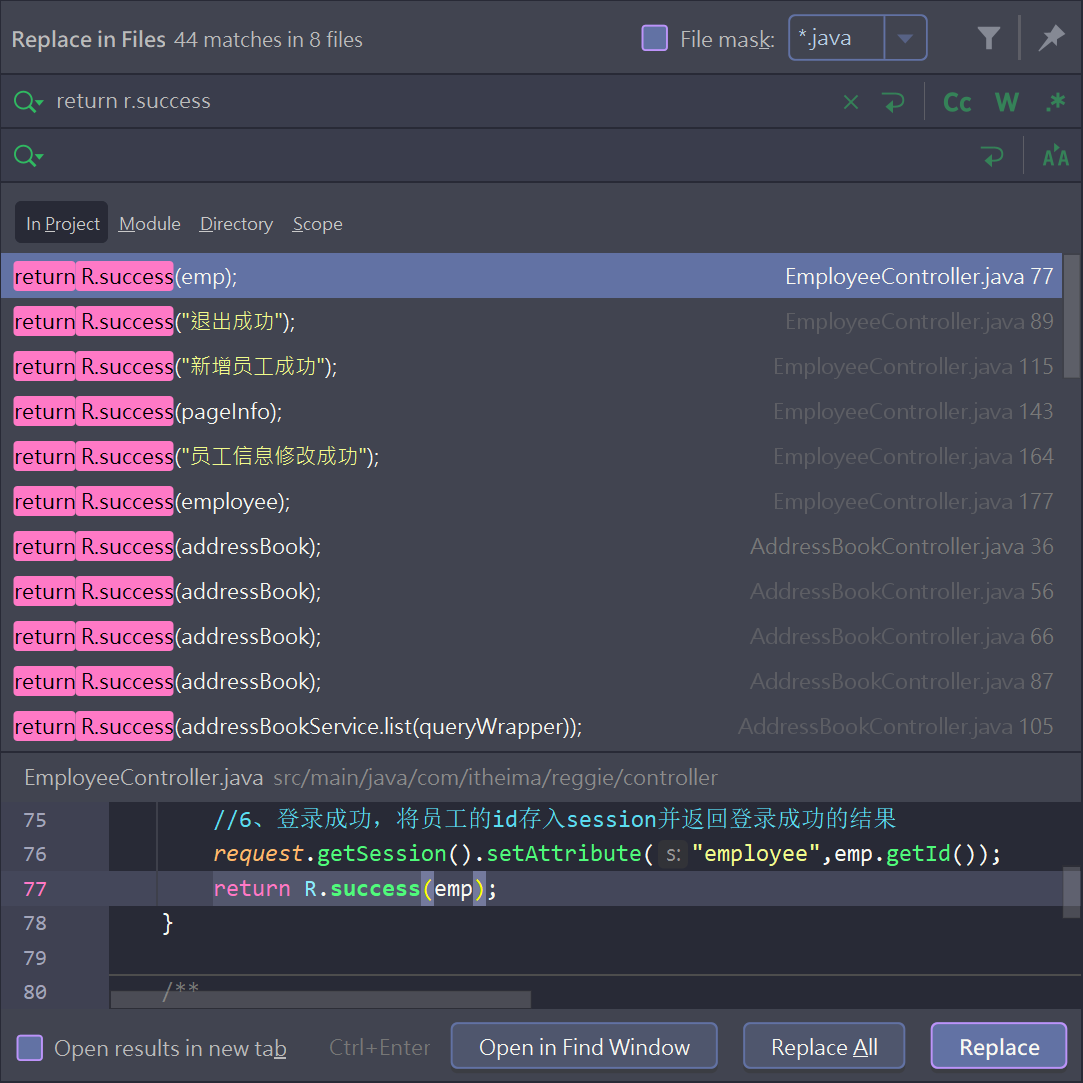 Replace in Files 44 matches in 8 files File mask: *.java
return r.success Cc W .*
In Project Module Directory Scope
return R.success(emp); EmployeeController.java 77
return R.success("退出成功"); EmployeeController.java 89
return R.success("新增员工成功"); EmployeeController.java 115
return R.success(pageInfo); EmployeeController.java 143
return R.success("员工信息修改成功"); EmployeeController.java 164
return R.success(employee); EmployeeController.java 177
return R.success(addressBook); AddressBookController.java 36
return R.success(addressBook); AddressBookController.java 56
return R.success(addressBook); AddressBookController.java 66
return R.success(addressBook); AddressBookController.java 87
return R.success(addressBookService.list(queryWrapper)); AddressBookController.java 105
EmployeeController.java src/main/java/com/itheima/reggie/controller
75 //6、登录成功，将员工的id存入session并返回登录成功的结果
76 request.getSession().setAttribute( s: "employee",emp.getId());
77 return R.success(emp);
78 }
79
80 /**
Open results in new tab Ctrl+Enter Open in Find Window Replace All Replace